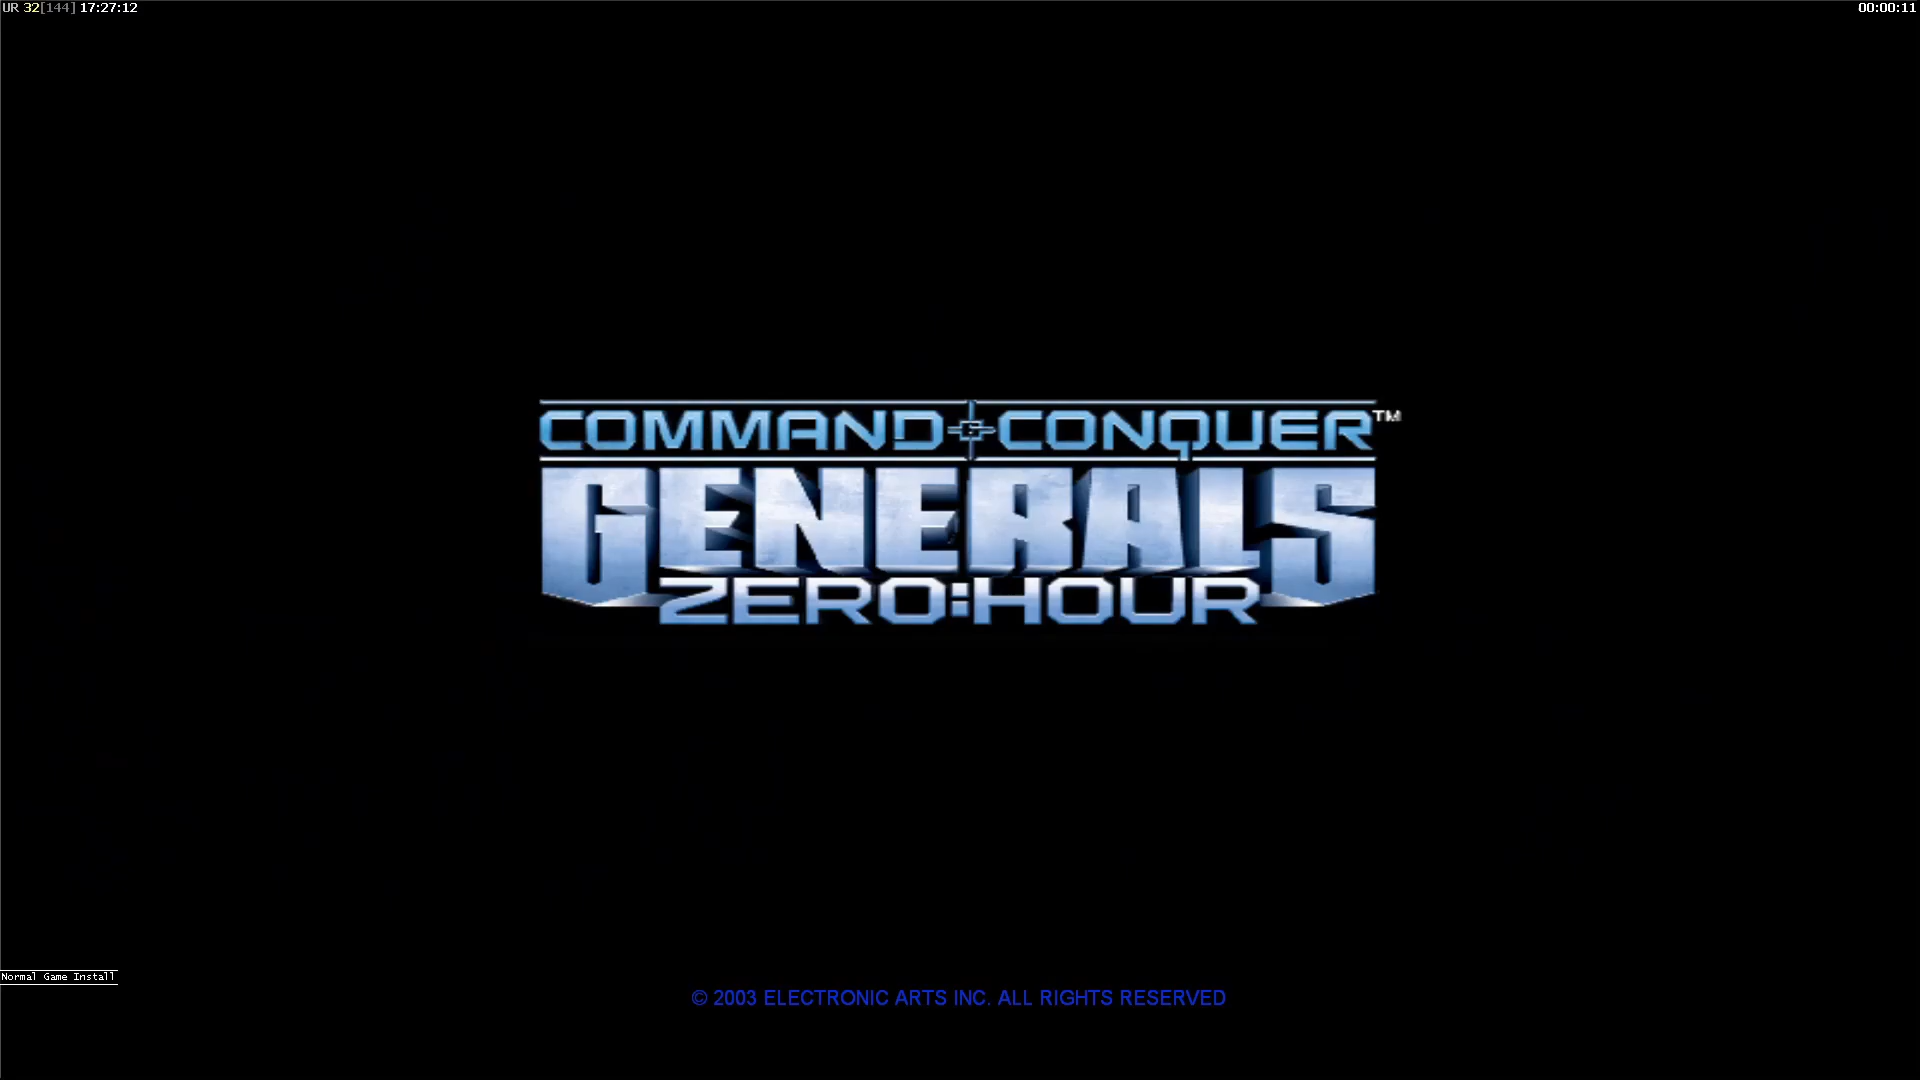 UR 32[144] 17:27:12
00:00:11
COMMAND CONQUER™
GENERALS
ZERO:HOUR
Normal Game Install
© 2003 ELECTRONIC ARTS INC. ALL RIGHTS RESERVED